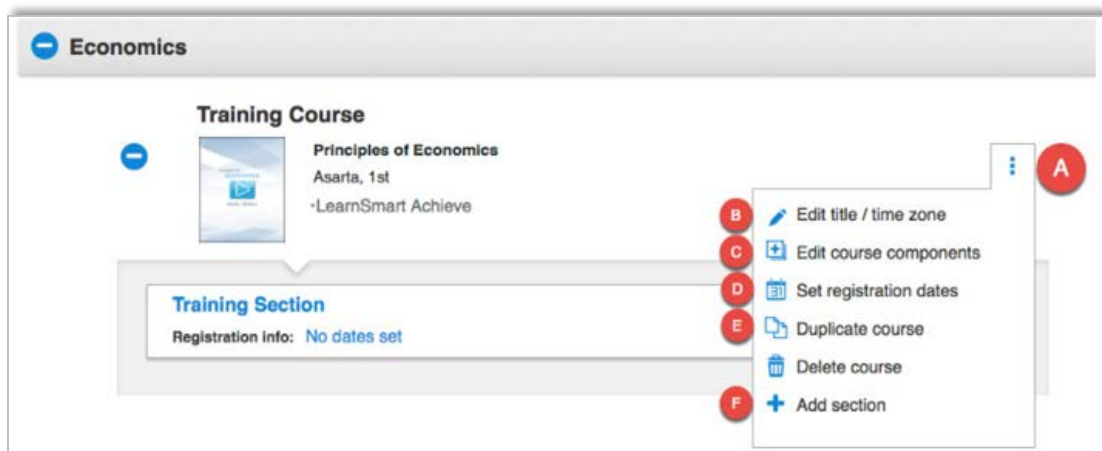 Economics
Training Course
Principles of Economics
Asarta, 1st
-LearnSmart Achieve
A
B Edit title / time zone
C Edit course components
D 31 Set registration dates
E Duplicate course
Delete course
F Add section
Training Section
Registration info: No dates set